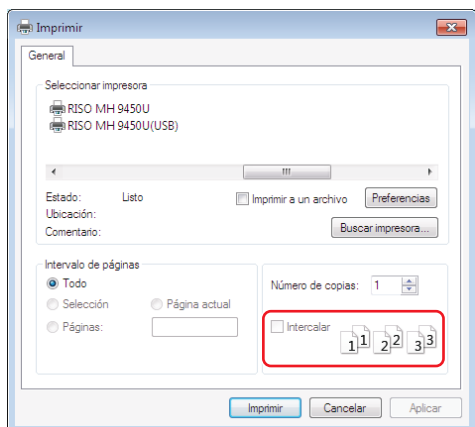 Imprimir
General
Seleccionar impresora
RISO MH 9450U
RISO MH 9450U(USB)
Estado: Listo
Imprimir a un archivo
Preferencias
Ubicación:
Comentario:
Buscar impresora...
Intervalo de páginas
Todo
Selección
Página actual
Páginas:
Número de copias: 1
Intercalar
1 1 2 2 3 3
Imprimir
Cancelar
Aplicar